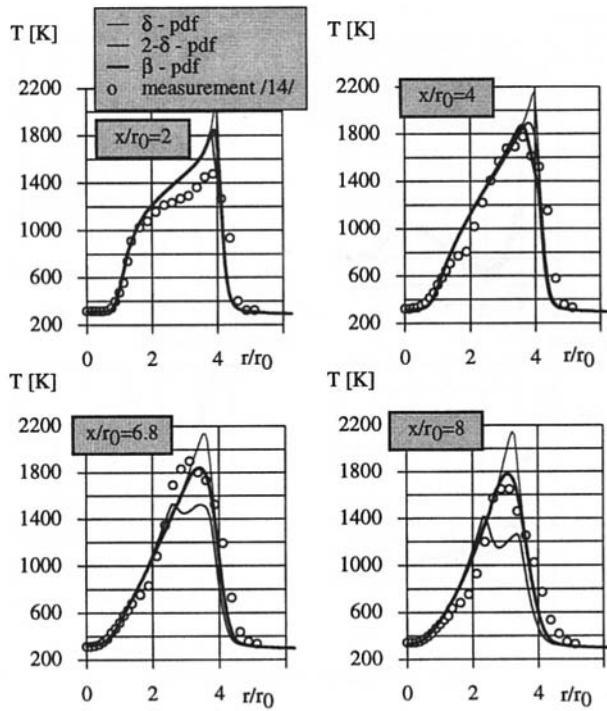 T [K]
δ - pdf
2-δ - pdf
β - pdf
measurement /14/
x/r0=2
2200
1800
1400
1000
600
200
0 2 4 r/r0
T [K]
x/r0=4
2200
1800
1400
1000
600
200
0 2 4 r/r0
T [K]
x/r0=6.8
2200
1800
1400
1000
600
200
0 2 4 r/r0
T [K]
x/r0=8
2200
1800
1400
1000
600
200
0 2 4 r/r0